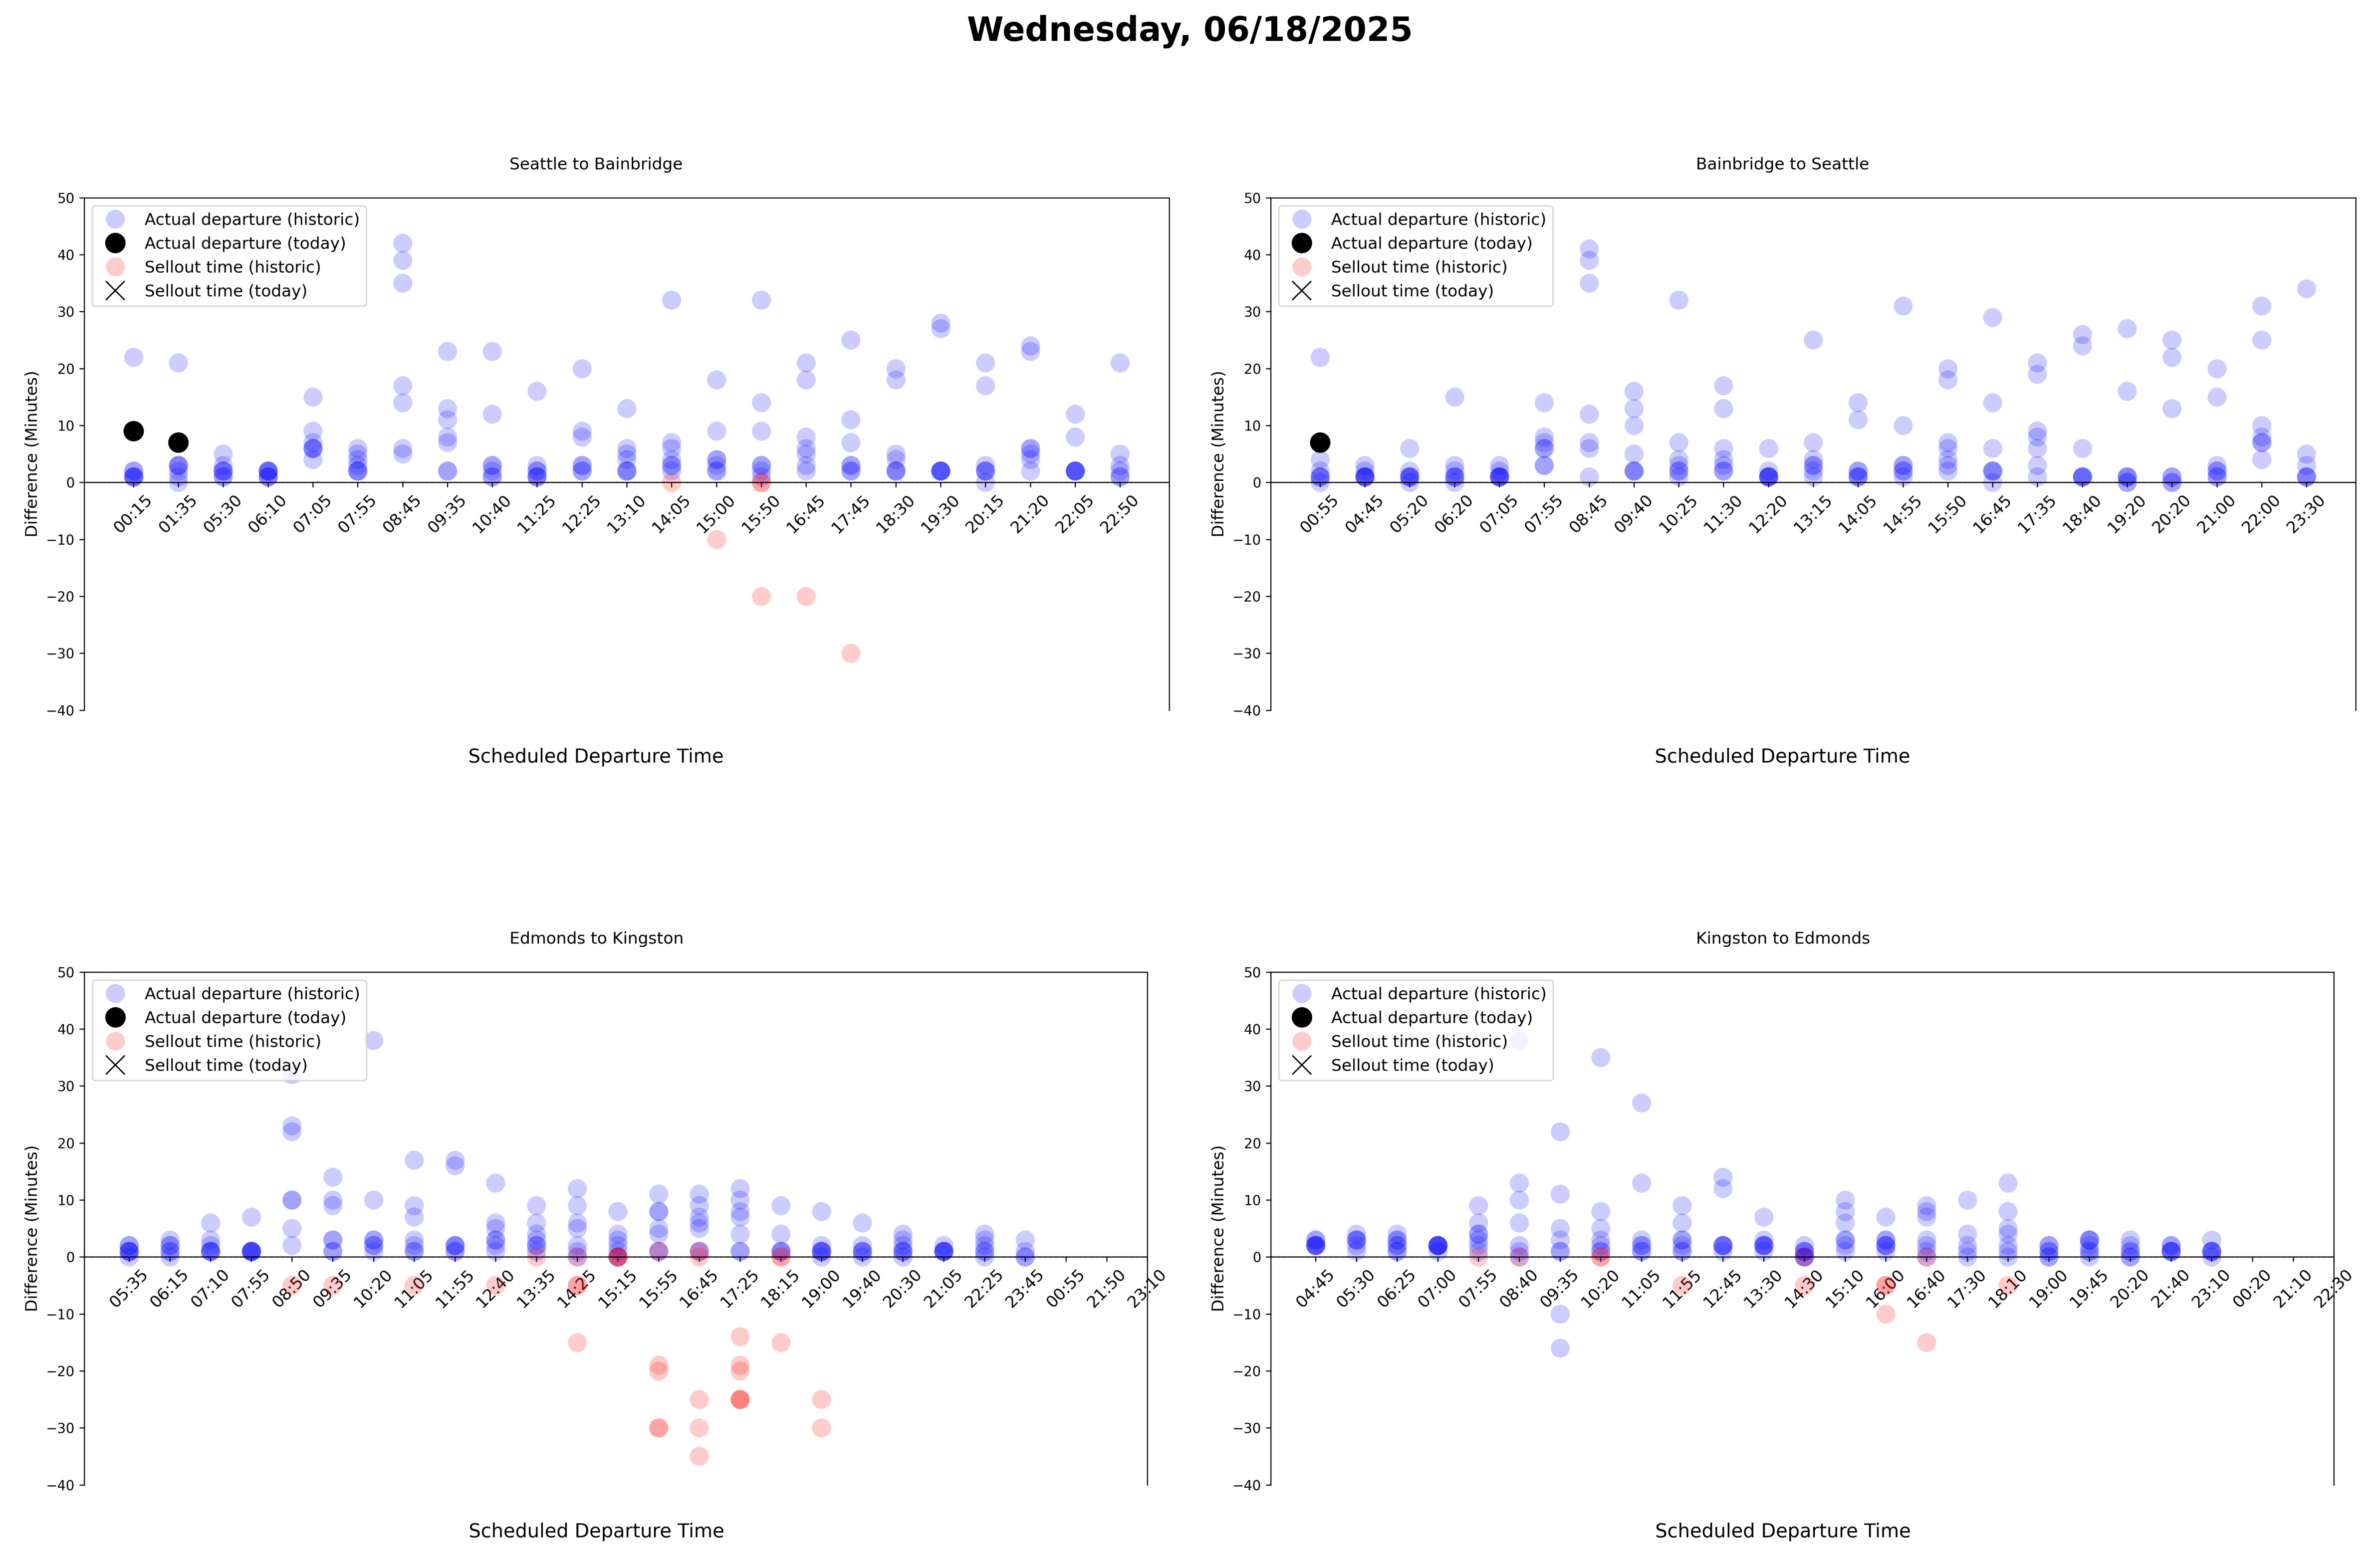 Wednesday, 06/18/2025
Seattle to Bainbridge
50
40
30
20
10
0
−10
−20
−30
−40
Difference (Minutes)
Actual departure (historic)
Actual departure (today)
Sellout time (historic)
Sellout time (today)
00:15 01:35 05:30 06:10 07:05 07:55 08:45 09:35 10:40 11:25 12:25 13:10 14:05 15:00 15:50 16:45 17:45 18:30 19:30 20:15 21:20 22:05 22:50
Scheduled Departure Time
Bainbridge to Seattle
50
40
30
20
10
0
−10
−20
−30
−40
Difference (Minutes)
Actual departure (historic)
Actual departure (today)
Sellout time (historic)
Sellout time (today)
00:55 04:45 05:20 06:20 07:05 07:55 08:45 09:40 10:25 11:30 12:20 13:15 14:05 14:55 15:50 16:45 17:35 18:40 19:20 20:20 21:00 22:00 23:30
Scheduled Departure Time
Edmonds to Kingston
50
40
30
20
10
0
−10
−20
−30
−40
Difference (Minutes)
Actual departure (historic)
Actual departure (today)
Sellout time (historic)
Sellout time (today)
05:35 06:15 07:10 07:55 08:50 09:35 10:20 11:05 11:55 12:40 13:35 14:25 15:15 15:55 16:45 17:25 18:15 19:00 19:40 20:30 21:05 22:25 23:45 00:55 21:50 23:10
Scheduled Departure Time
Kingston to Edmonds
50
40
30
20
10
0
−10
−20
−30
−40
Difference (Minutes)
Actual departure (historic)
Actual departure (today)
Sellout time (historic)
Sellout time (today)
04:45 05:30 06:25 07:00 07:55 08:40 09:35 10:20 11:05 11:55 12:45 13:30 14:30 15:10 16:00 16:40 17:30 18:10 19:00 19:45 20:20 21:40 23:10 00:20 21:10 22:30
Scheduled Departure Time